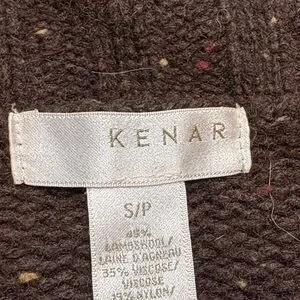 KENAR
S/P
LAMBSWOOL/
LAINE D'AGNEAU
35% VISCOSE/
VISCOSE/
NYLON/